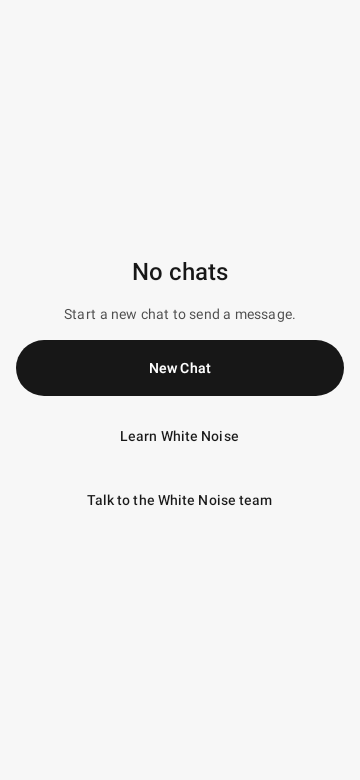 No chats
Start a new chat to send a message.
New Chat
Learn White Noise
Talk to the White Noise team